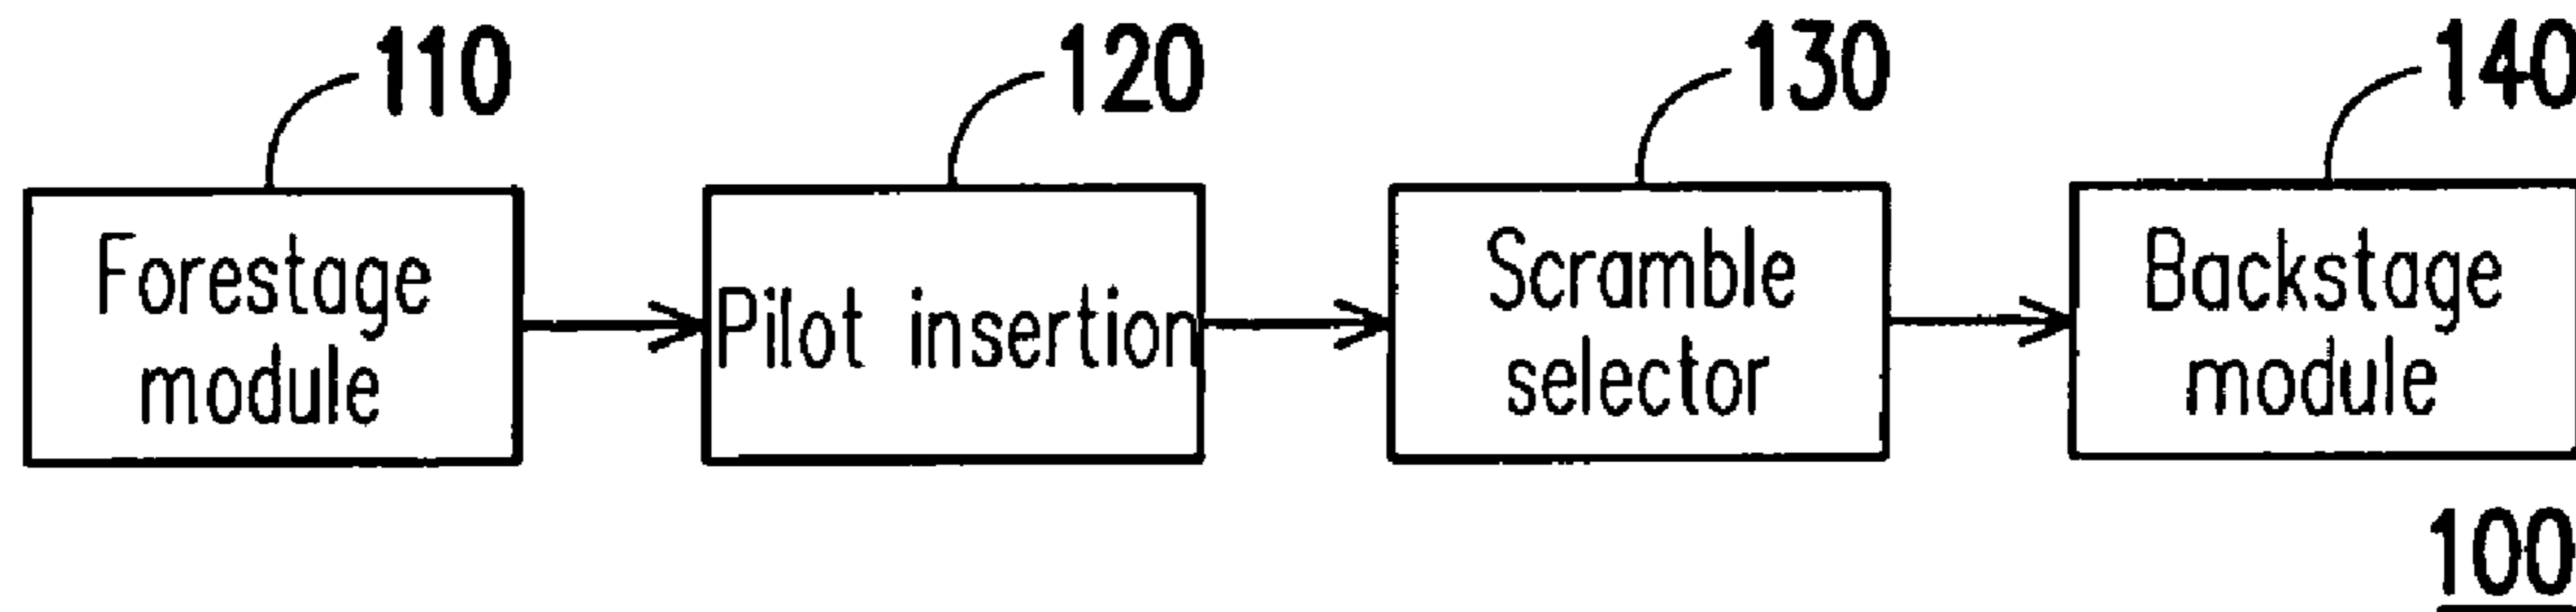 110
120
130
140
Forestage
module
Pilot insertion
Scramble
selector
Backstage
module
100